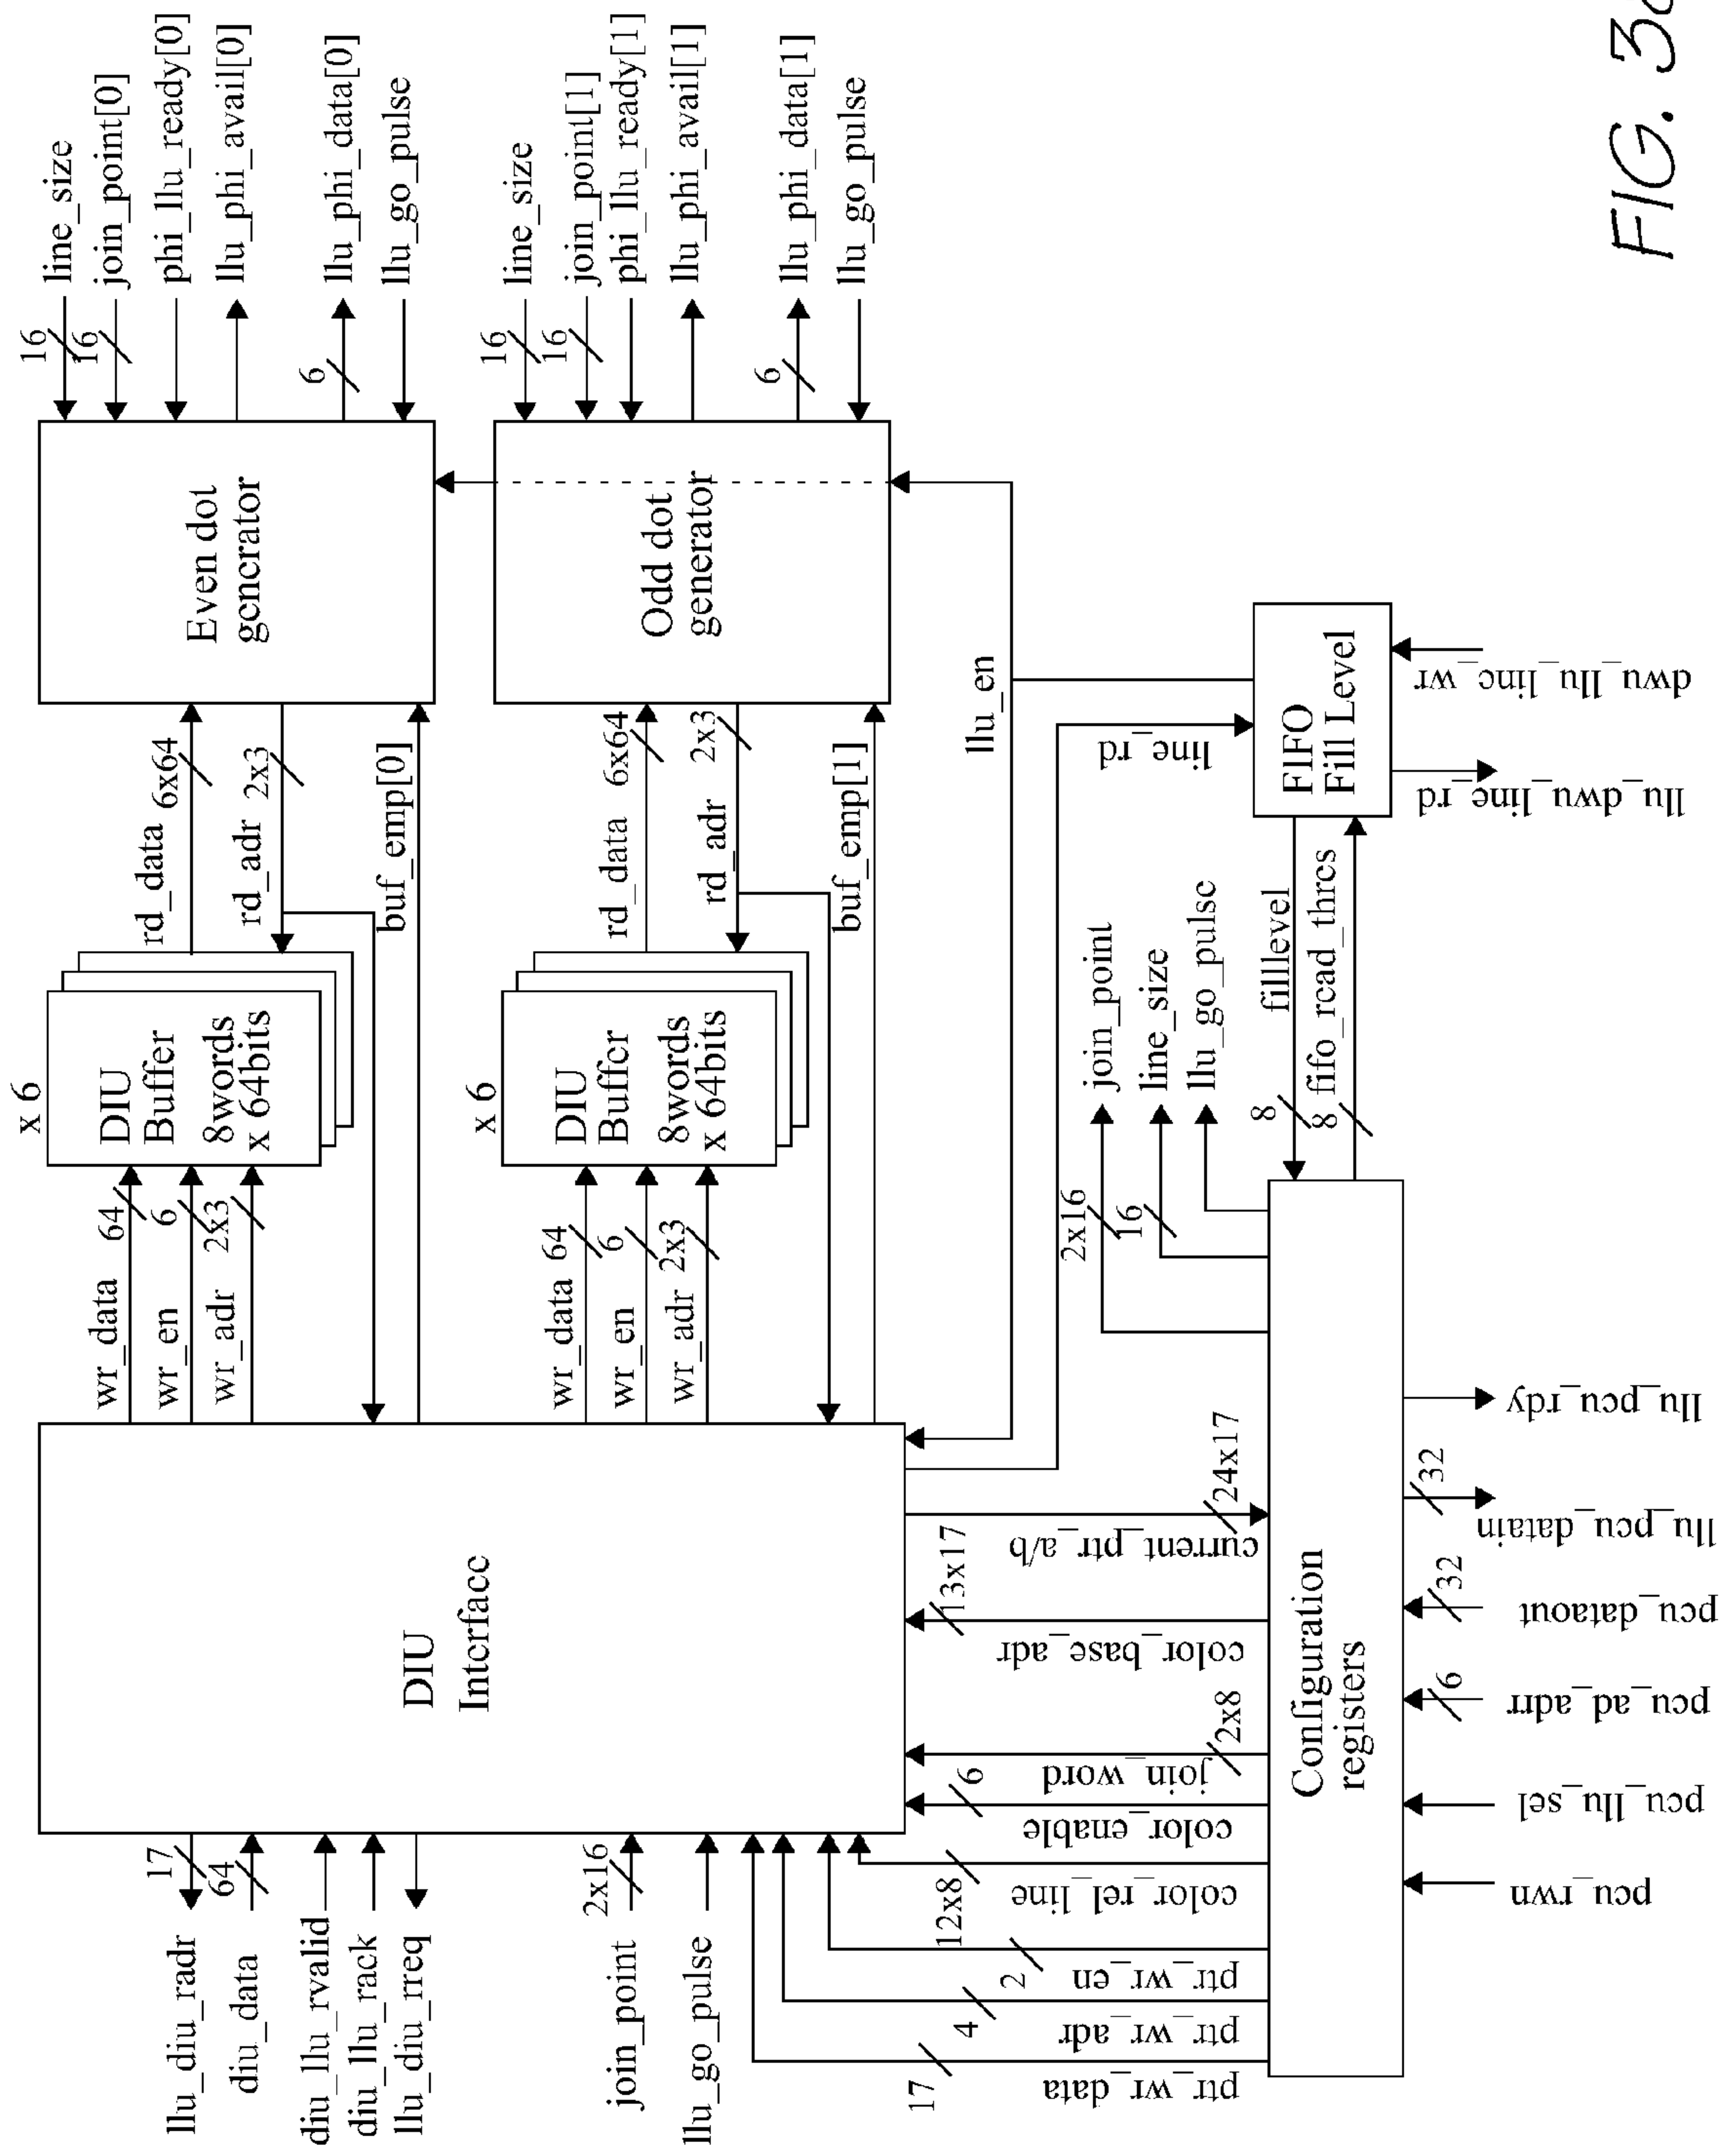 line_size
16
join_point[0]
16
phi_llu_ready[0]
llu_phi_avail[0]
llu_phi_data[0]
6
llu_go_pulse
Even dot
generator
line_size
16
join_point[1]
16
phi_llu_ready[1]
llu_phi_avail[1]
llu_phi_data[1]
6
llu_go_pulse
Odd dot
generator
rd_data 6x64
rd_adr 2x3
buf_emp[0]
rd_data 6x64
rd_adr 2x3
buf_emp[1]
x 6
DIU
Buffer
8words
x 64bits
x 6
DIU
Buffer
8words
x 64bits
wr_data 64
wr_en 6
wr_adr 2x3
wr_data 64
wr_en 6
wr_adr 2x3
DIU
Interface
llu_diu_radr
17
diu_data
64
diu_llu_rvalid
diu_llu_rack
llu_diu_rreq
join_point
2x16
llu_go_pulse
llu_en
line_rd
FIFO
Fill Level
dwu_llu_line_wr
llu_dwu_line_rd
filllevel
8
fifo_read_thres
8
join_point
2x16
line_size
16
llu_go_pulse
current_ptr_a/b
24x17
color_base_adr
13x17
join_word
2x8
color_enable
6
color_rel_line
12x8
ptr_wr_en
2
ptr_wr_adr
4
ptr_wr_data
17
Configuration
registers
llu_pcu_rdy
llu_pcu_datain
32
pcu_dataout
32
pcu_ad_adrr
6
pcu_llu_sel
pcu_rwn
FIG.